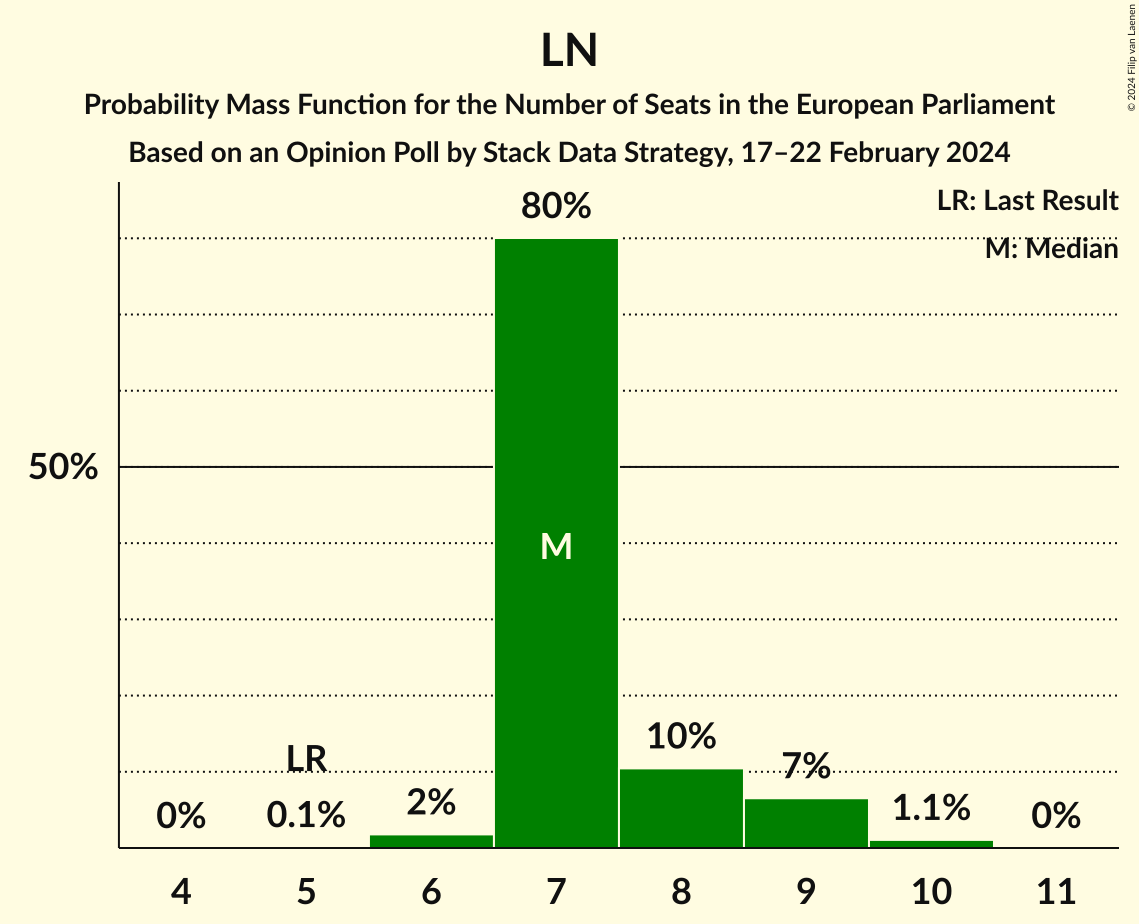 LN
Probability Mass Function for the Number of Seats in the European Parliament
Based on an Opinion Poll by Stack Data Strategy, 17–22 February 2024
© 2024 Filip van Laenen
LR: Last Result
M: Median
50%
0%
LR
0.1%
2%
80%
M
10%
7%
1.1%
0%
4 5 6 7 8 9 10 11